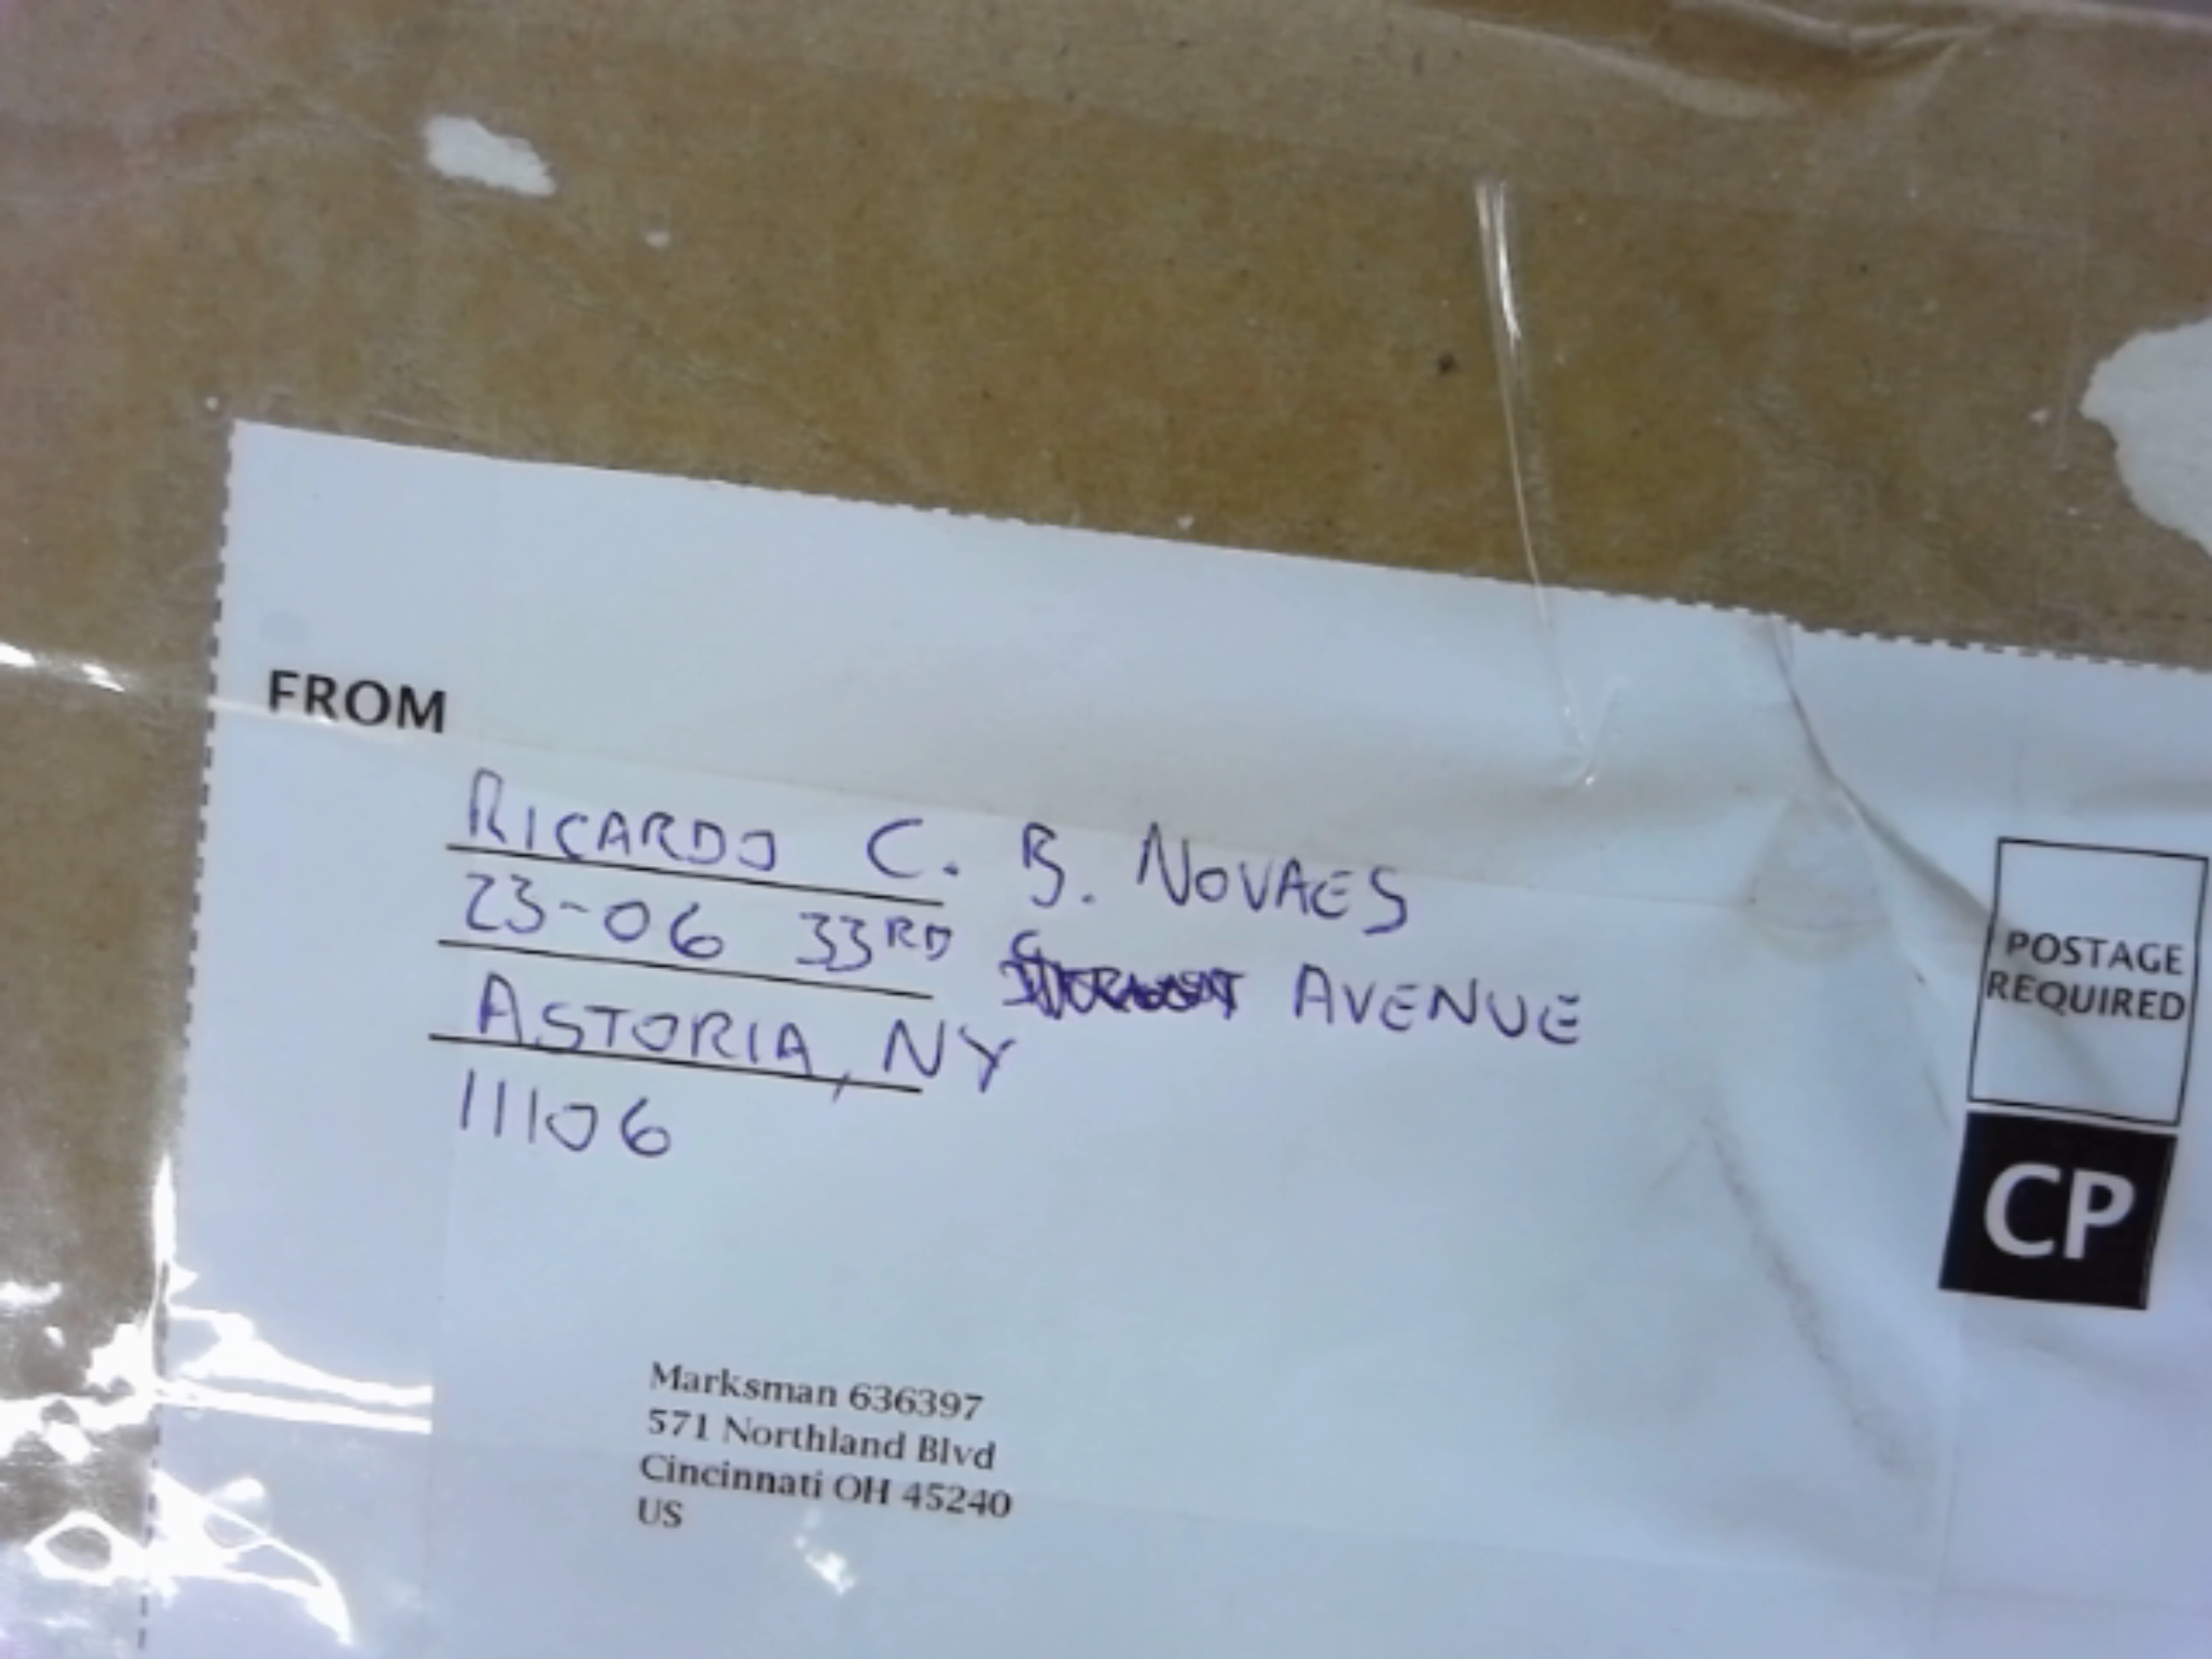 FROM
RICARDO C. B. NOVAES
23-06 33RD AVENUE
ASTORIA, NY
11106
POSTAGE
REQUIRED
CP
Marksman 636397
571 Northland Blvd
Cincinnati OH 45240
US